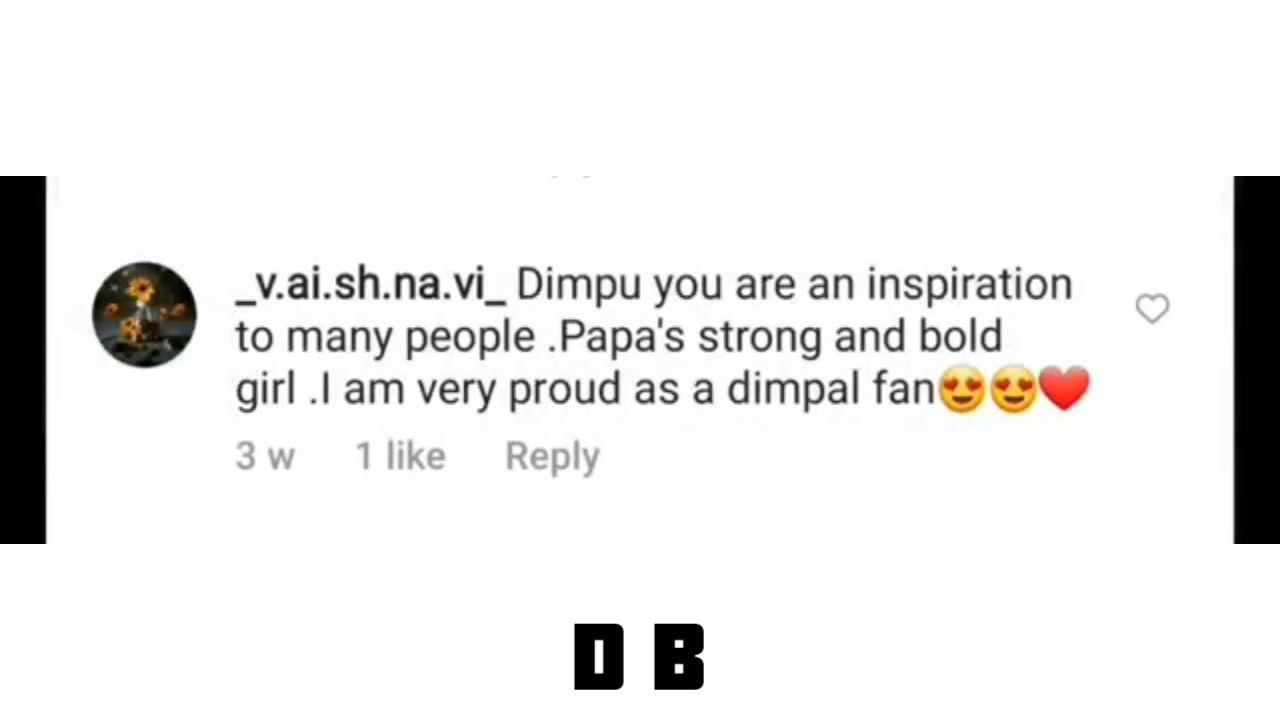 _v.ai.sh.na.vi_ Dimpu you are an inspiration
to many people .Papa's strong and bold
girl .I am very proud as a dimpal fan😍😍❤️
3 w 1 like Reply
D B